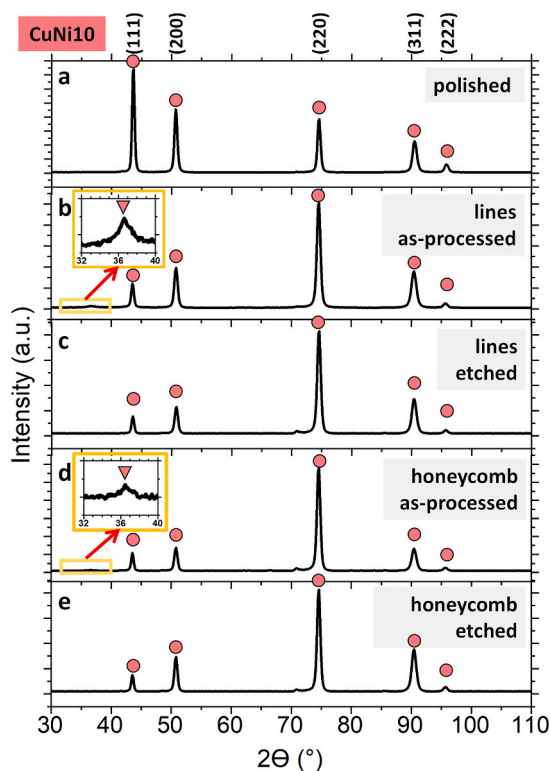 CuNi10
(111)
(200)
(220)
(311)
(222)
a
polished
b
32 36 40
lines
as-processed
c
lines
etched
d
32 36 40
honeycomb
as-processed
e
honeycomb
etched
30 40 50 60 70 80 90 100 110
2Θ (°)
Intensity (a.u.)